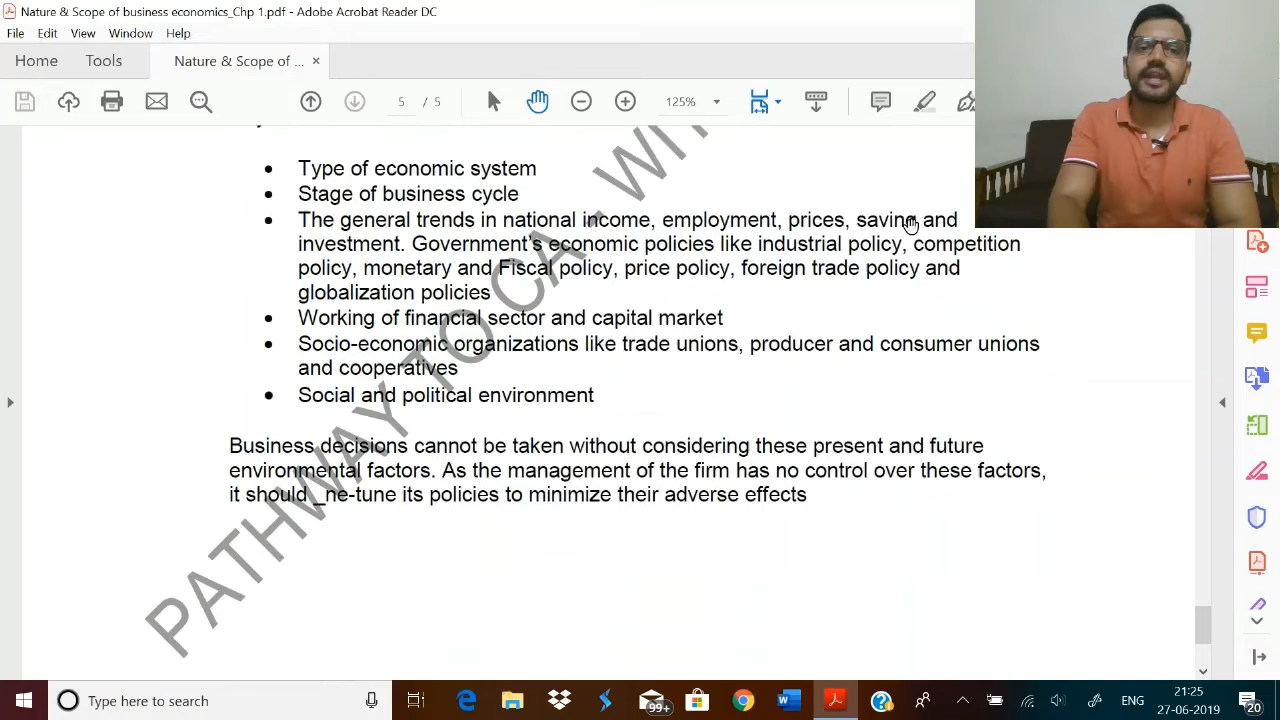 Nature & Scope of business economics_Chp 1.pdf - Adobe Acrobat Reader DC
File Edit View Window Help
Home Tools Nature & Scope of ... ×
5 / 5 125%
• Type of economic system
• Stage of business cycle
• The general trends in national income, employment, prices, saving and
investment. Government's economic policies like industrial policy, competition
policy, monetary and Fiscal policy, price policy, foreign trade policy and
globalization policies
• Working of financial sector and capital market
• Socio-economic organizations like trade unions, producer and consumer unions
and cooperatives
• Social and political environment
Business decisions cannot be taken without considering these present and future
environmental factors. As the management of the firm has no control over these factors,
it should _ne-tune its policies to minimize their adverse effects
PATHWAY TO CA - WIT
Type here to search
99+
ENG
21:25
27-06-2019
20